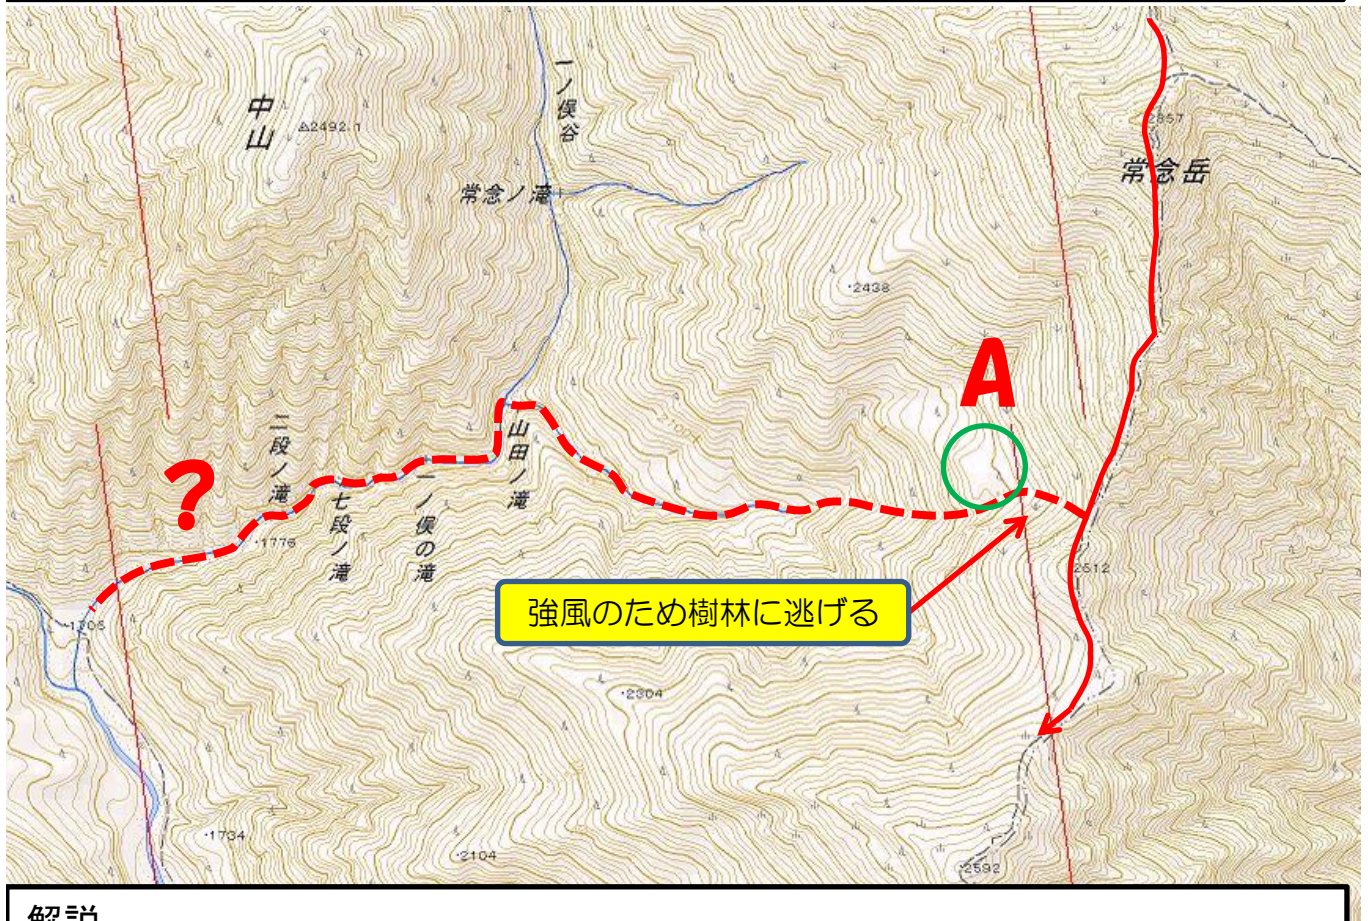 中山
2492.1
一ノ俣谷
常念ノ滝
2857
常念岳
2438
A
二段ノ滝
山田ノ滝
?
七段ノ滝
一ノ俣の滝
1776
2512
強風のため樹林に逃げる
2304
1734
2104
2592
解説